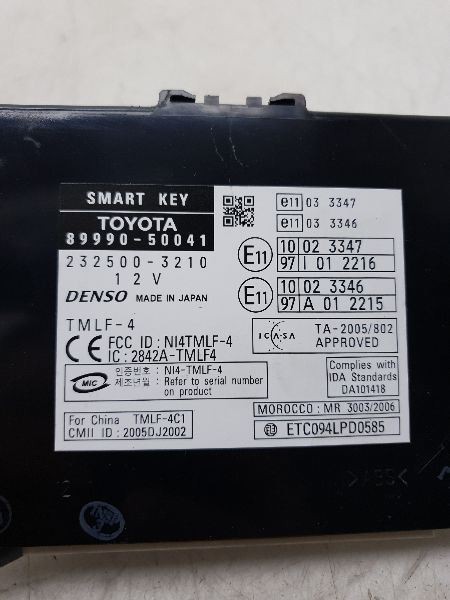 SMART KEY
TOYOTA
89990-50041
232500-3210
12V
DENSO MADE IN JAPAN
TMLF-4
CE FCC ID : NI4TMLF-4
IC : 2842A-TMLF4
MIC 인증번호 : NI4-TMLF-4
제조년월 : Refer to serial number
on product
For China TMLF-4C1
CMII ID : 2005DJ2002
e11 03 3347
e11 03 3346
E11 10 02 3347
97 I 01 2216
E11 10 02 3346
97 A 01 2215
ICASA TA-2005/802
APPROVED
Complies with
IDA Standards
DA101418
MOROCCO : MR 3003/2006
ETC094LPD0585
>ABS<
2